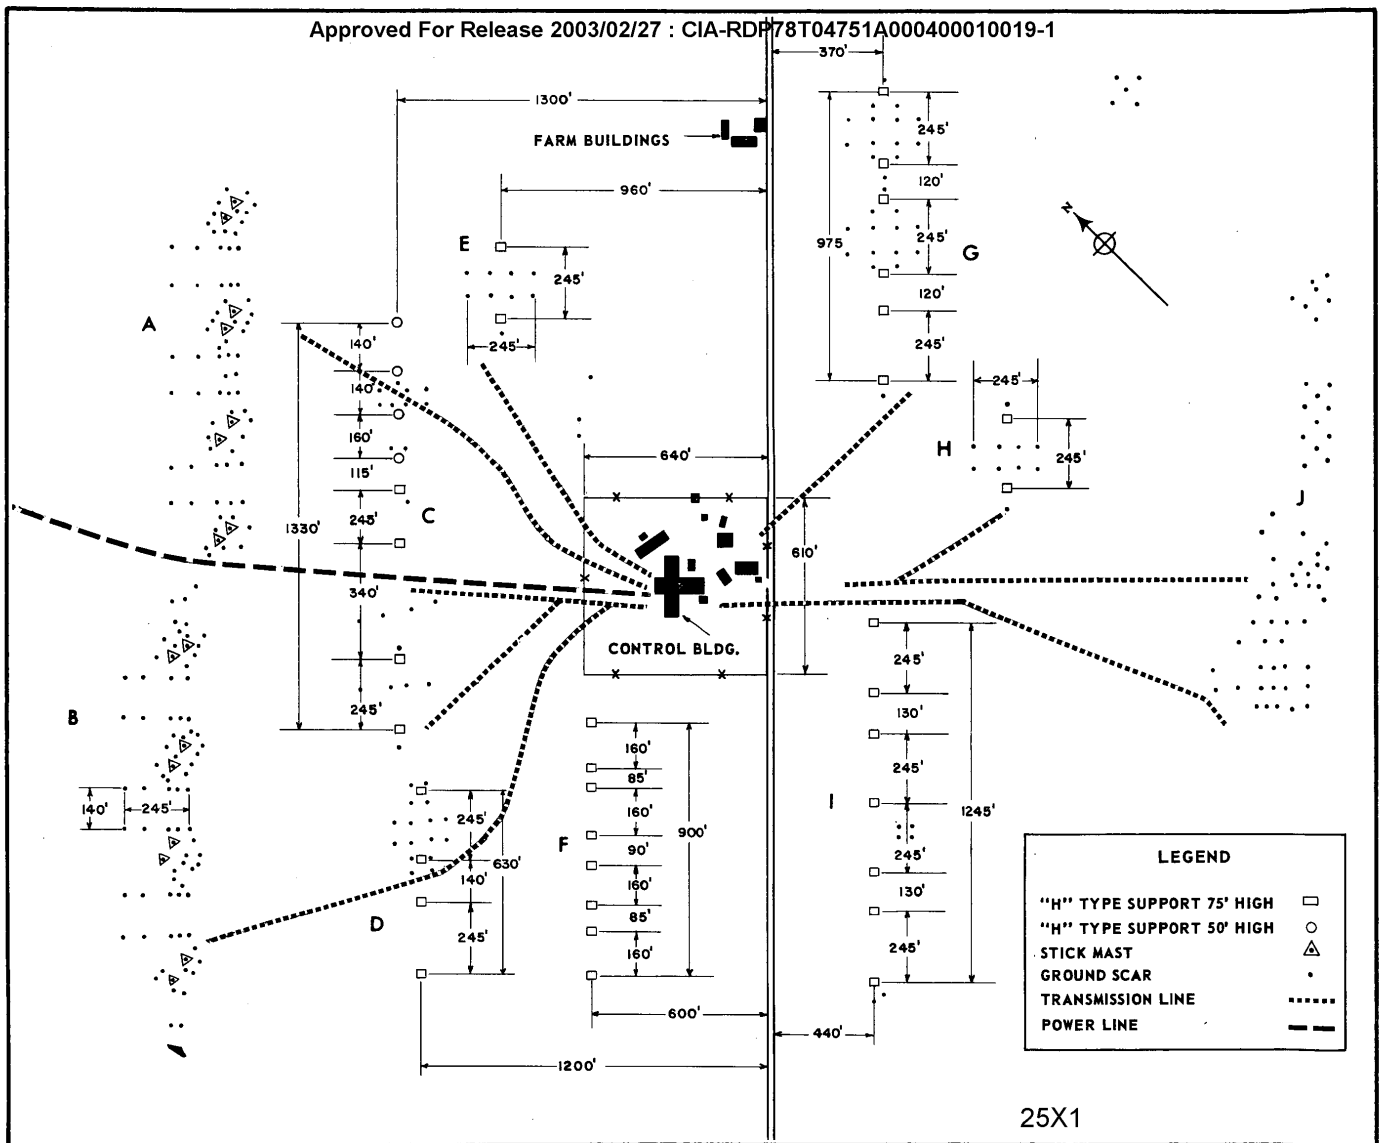 Approved For Release 2003/02/27 : CIA-RDP78T04751A000400010019-1
370'
1300'
FARM BUILDINGS
245'
960'
120'
N
E
975
245'
G
245'
120'
A
140'
245'
245'
140'
245'
160'
640'
H
245'
115'
J
C
1330'
245'
610'
340'
CONTROL BLDG.
245'
245'
B
130'
160'
85'
245'
140'
245'
245'
160'
I
1245'
900'
630'
F
90'
245'
LEGEND
140'
160'
130'
"H" TYPE SUPPORT 75' HIGH
85'
D
"H" TYPE SUPPORT 50' HIGH
245'
160'
245'
STICK MAST
GROUND SCAR
TRANSMISSION LINE
600'
POWER LINE
440'
1200'
25X1